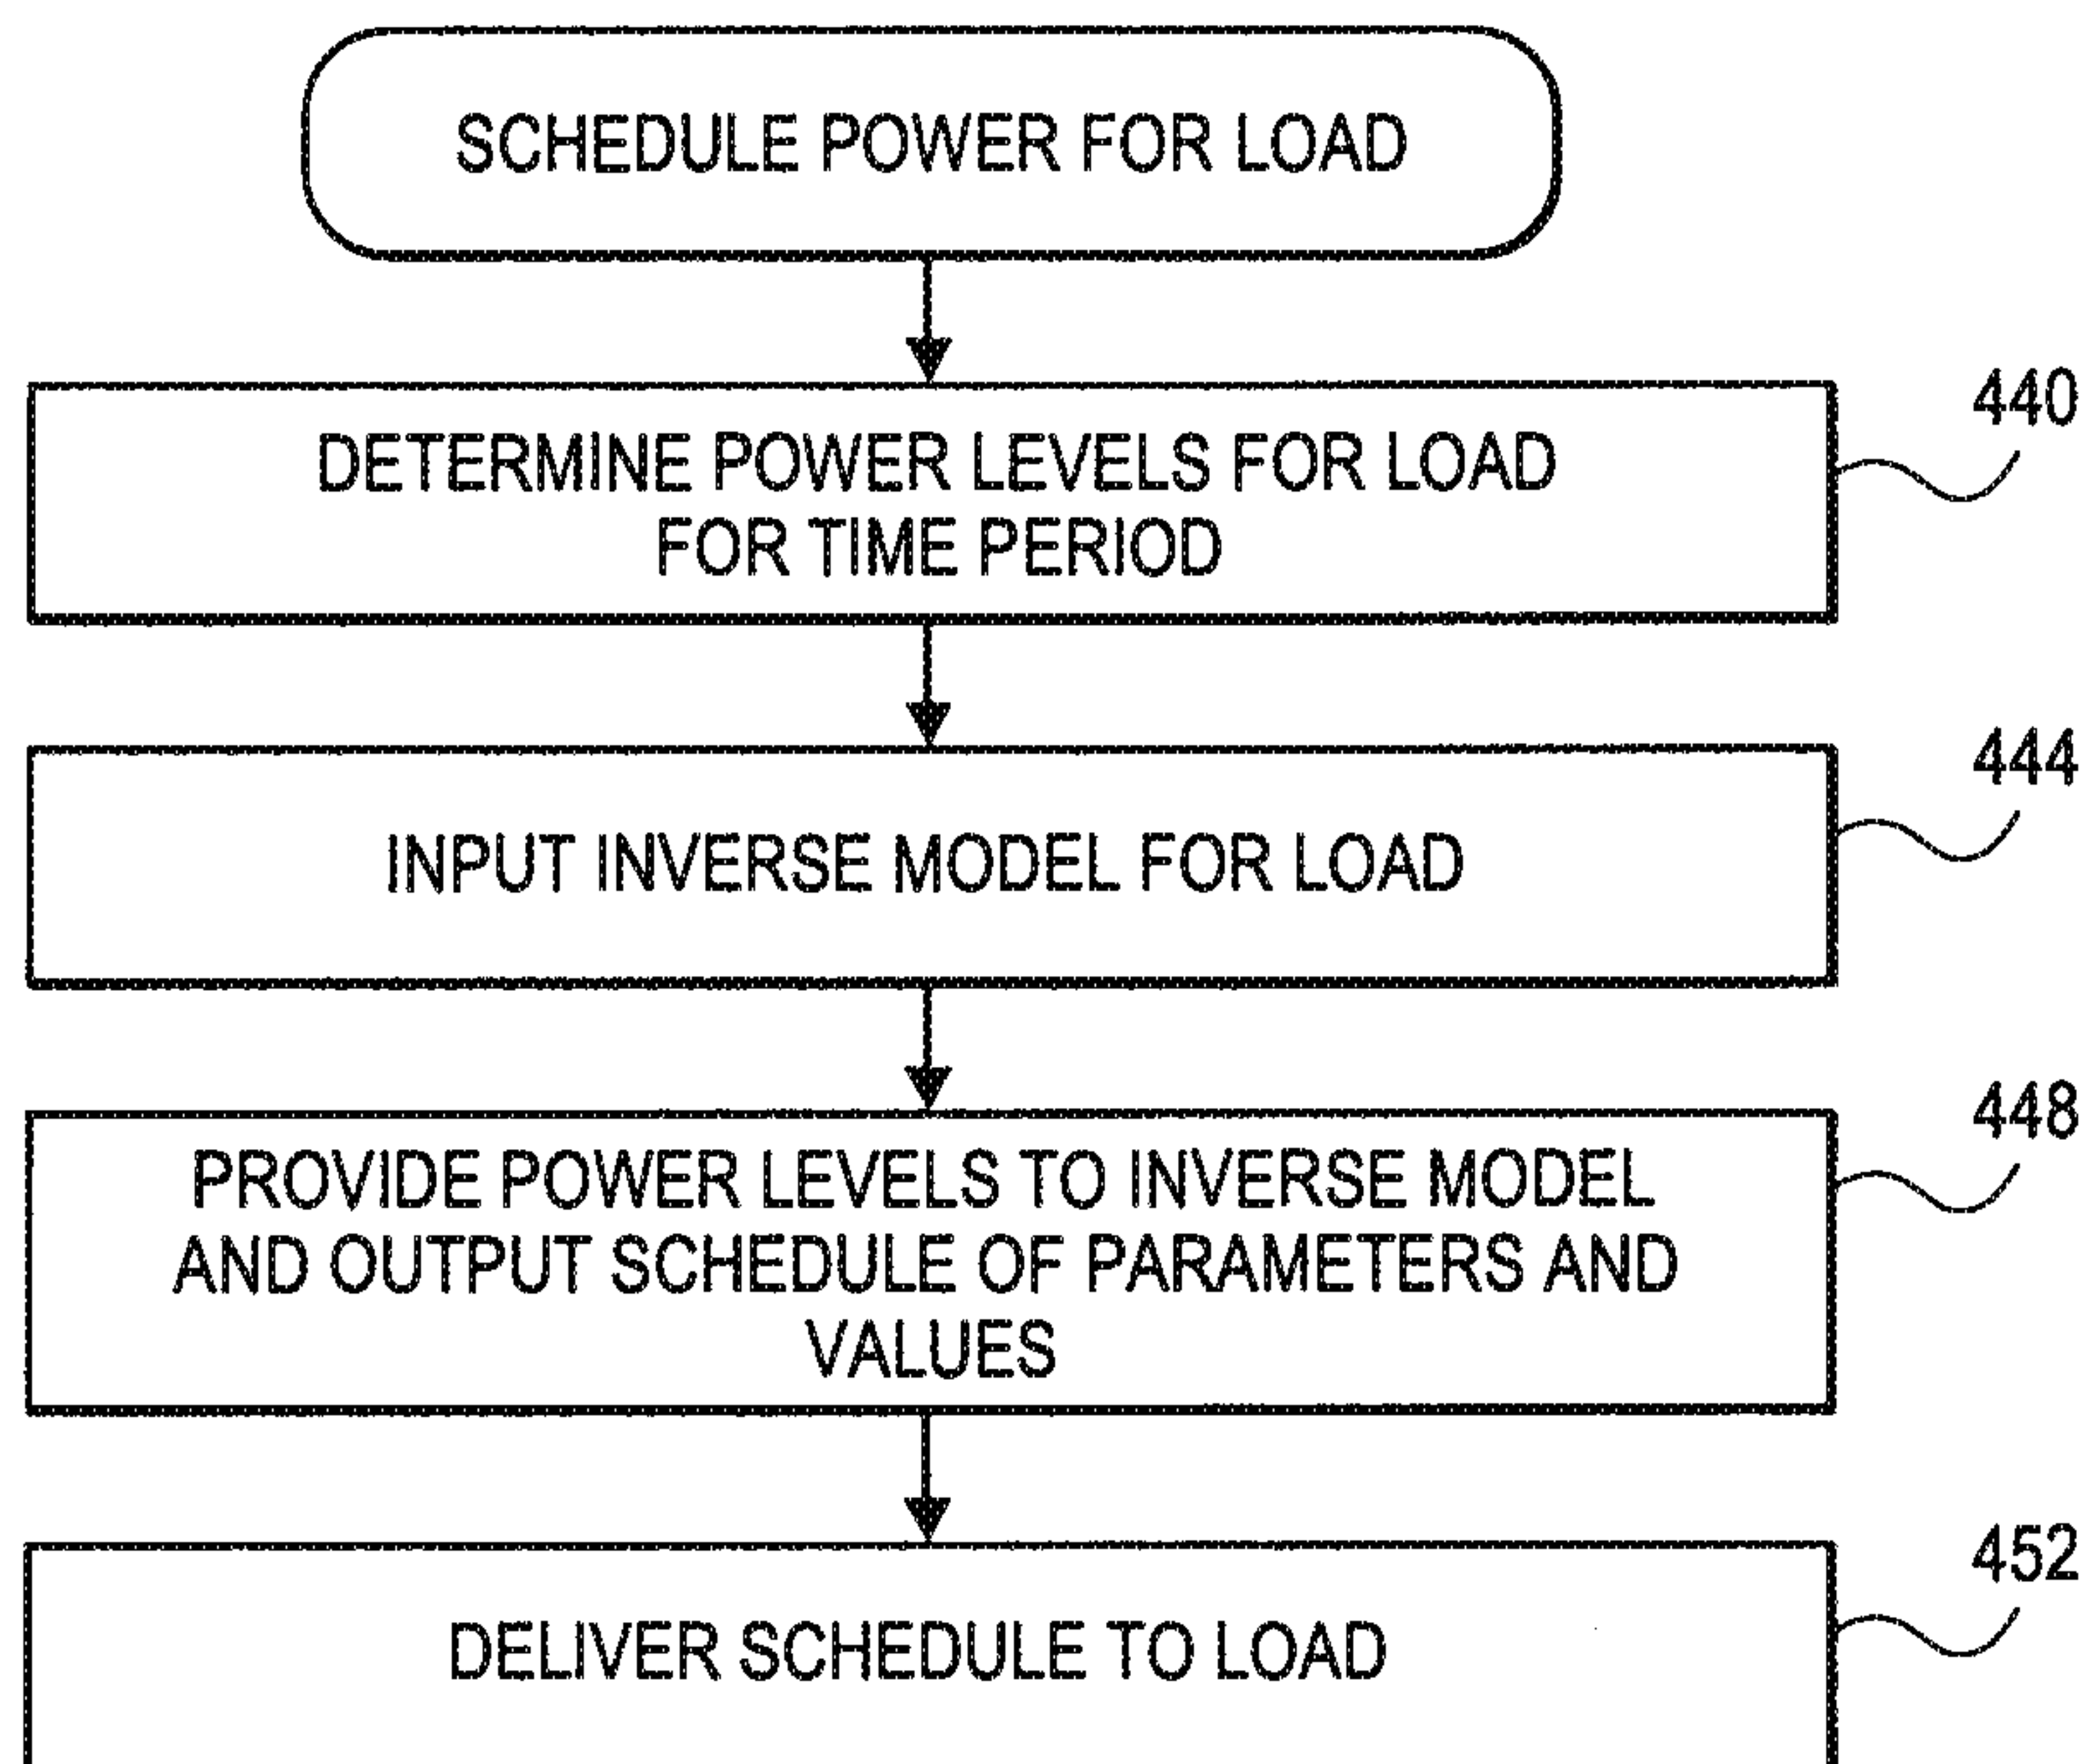 SCHEDULE POWER FOR LOAD
440
DETERMINE POWER LEVELS FOR LOAD
FOR TIME PERIOD
444
INPUT INVERSE MODEL FOR LOAD
448
PROVIDE POWER LEVELS TO INVERSE MODEL
AND OUTPUT SCHEDULE OF PARAMETERS AND
VALUES
452
DELIVER SCHEDULE TO LOAD